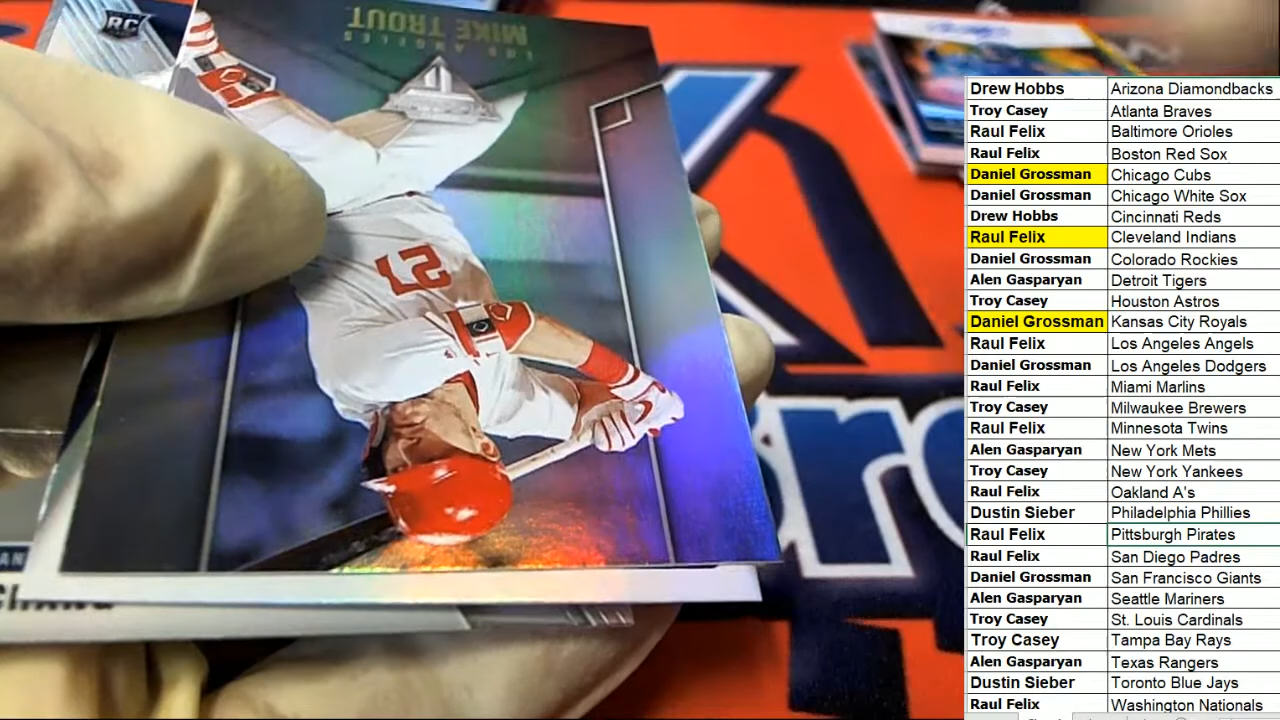 RC
LOS ANGELES
MIKE TROUT
27
Drew Hobbs Arizona Diamondbacks
Troy Casey Atlanta Braves
Raul Felix Baltimore Orioles
Raul Felix Boston Red Sox
Daniel Grossman Chicago Cubs
Daniel Grossman Chicago White Sox
Drew Hobbs Cincinnati Reds
Raul Felix Cleveland Indians
Daniel Grossman Colorado Rockies
Alen Gasparyan Detroit Tigers
Troy Casey Houston Astros
Daniel Grossman Kansas City Royals
Raul Felix Los Angeles Angels
Daniel Grossman Los Angeles Dodgers
Raul Felix Miami Marlins
Troy Casey Milwaukee Brewers
Raul Felix Minnesota Twins
Alen Gasparyan New York Mets
Troy Casey New York Yankees
Raul Felix Oakland A's
Dustin Sieber Philadelphia Phillies
Raul Felix Pittsburgh Pirates
Raul Felix San Diego Padres
Daniel Grossman San Francisco Giants
Alen Gasparyan Seattle Mariners
Troy Casey St. Louis Cardinals
Troy Casey Tampa Bay Rays
Alen Gasparyan Texas Rangers
Dustin Sieber Toronto Blue Jays
Raul Felix Washington Nationals